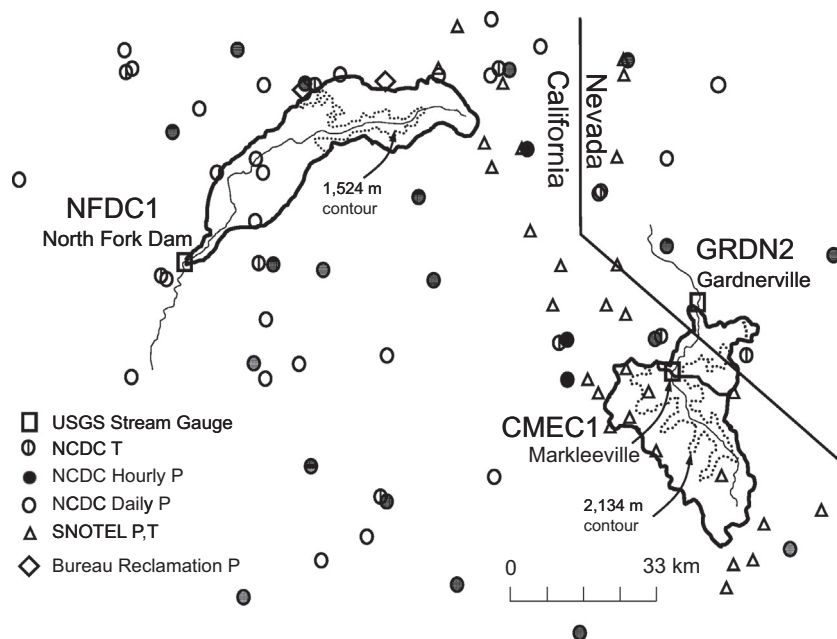 Nevada
California
1,524 m
contour
NFDC1
North Fork Dam
GRDN2
Gardnerville
CMEC1
Markleeville
2,134 m
contour
USGS Stream Gauge
NCDC T
NCDC Hourly P
NCDC Daily P
SNOTEL P,T
Bureau Reclamation P
0 33 km